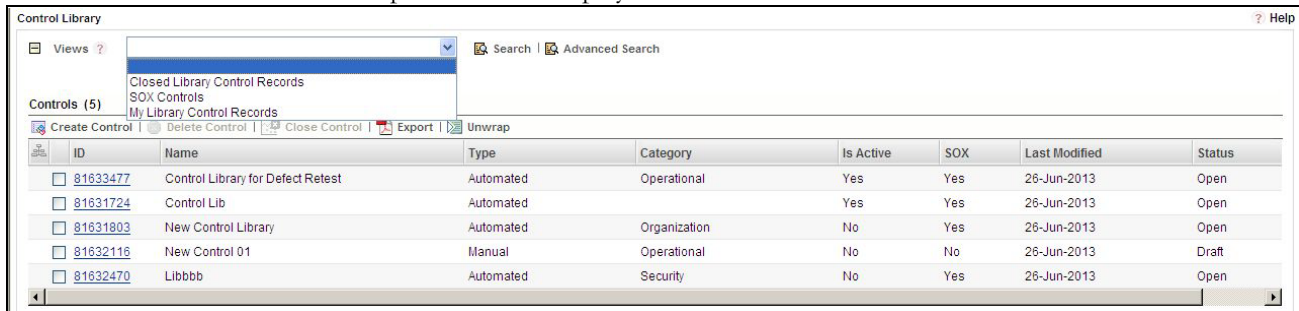 Control Library ? Help
Views ? Search | Advanced Search
Closed Library Control Records
SOX Controls
My Library Control Records
Controls (5)
Create Control | Delete Control | Close Control | Export | Unwrap
ID Name Type Category Is Active SOX Last Modified Status
81633477 Control Library for Defect Retest Automated Operational Yes Yes 26-Jun-2013 Open
81631724 Control Lib Automated Yes Yes 26-Jun-2013 Open
81631803 New Control Library Automated Organization No Yes 26-Jun-2013 Open
81632116 New Control 01 Manual Operational No No 26-Jun-2013 Draft
81632470 Libbbb Automated Security No Yes 26-Jun-2013 Open